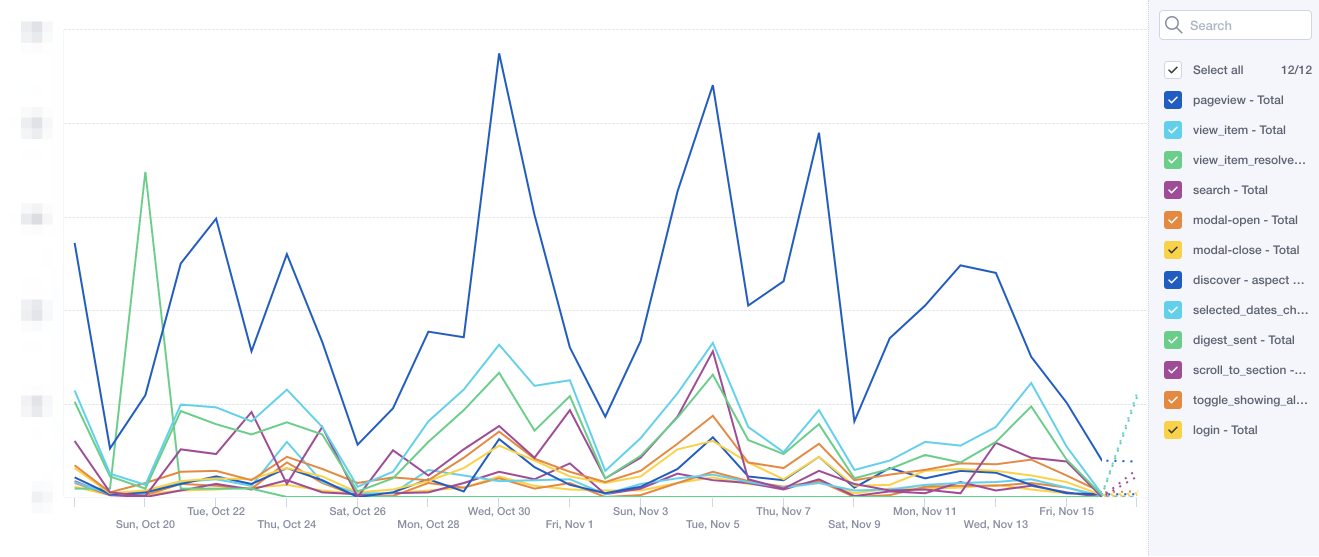 Search
Select all 12/12
pageview - Total
view_item - Total
view_item_resolve...
search - Total
modal-open - Total
modal-close - Total
discover - aspect ...
selected_dates_ch...
digest_sent - Total
scroll_to_section -...
toggle_showing_al...
login - Total
Sun, Oct 20
Tue, Oct 22
Thu, Oct 24
Sat, Oct 26
Mon, Oct 28
Wed, Oct 30
Fri, Nov 1
Sun, Nov 3
Tue, Nov 5
Thu, Nov 7
Sat, Nov 9
Mon, Nov 11
Wed, Nov 13
Fri, Nov 15